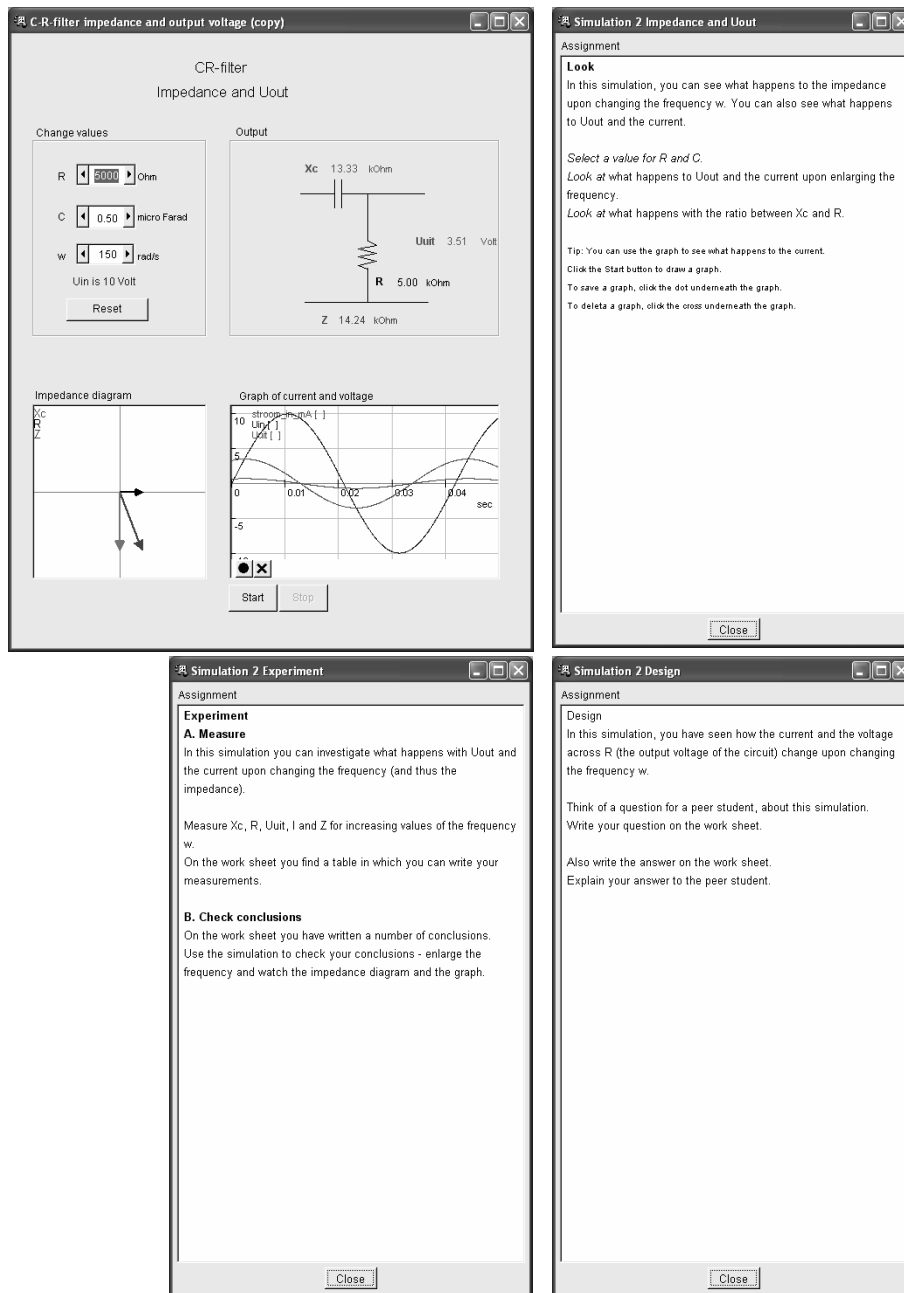 C-R-filter impedance and output voltage (copy)
CR-filter
Impedance and Uout
Change values
R 5000 Ohm
C 0.50 micro Farad
w 150 rad/s
Uin is 10 Volt
Reset
Output
Xc 13.33 kOhm
Uuit 3.51 Volt
R 5.00 kOhm
Z 14.24 kOhm
Impedance diagram
Xc
R
Z
Graph of current and voltage
stroom_in_mA [ ]
10 Uin [ ]
Uuit [ ]
5
0 0.01 0.02 0.03 0.04
sec
-5
Start Stop
Simulation 2 Impedance and Uout
Assignment
Look
In this simulation, you can see what happens to the impedance
upon changing the frequency w. You can also see what happens
to Uout and the current.
Select a value for R and C.
Look at what happens to Uout and the current upon enlarging the
frequency.
Look at what happens with the ratio between Xc and R.
Tip: You can use the graph to see what happens to the current.
Click the Start button to draw a graph.
To save a graph, click the dot underneath the graph.
To deleta a graph, click the cross underneath the graph.
Close
Simulation 2 Experiment
Assignment
Experiment
A. Measure
In this simulation you can investigate what happens with Uout and
the current upon changing the frequency (and thus the
impedance).
Measure Xc, R, Uuit, I and Z for increasing values of the frequency
w.
On the work sheet you find a table in which you can write your
measurements.
B. Check conclusions
On the work sheet you have written a number of conclusions.
Use the simulation to check your conclusions - enlarge the
frequency and watch the impedance diagram and the graph.
Close
Simulation 2 Design
Assignment
Design
In this simulation, you have seen how the current and the voltage
across R (the output voltage of the circuit) change upon changing
the frequency w.
Think of a question for a peer student, about this simulation.
Write your question on the work sheet.
Also write the answer on the work sheet.
Explain your answer to the peer student.
Close